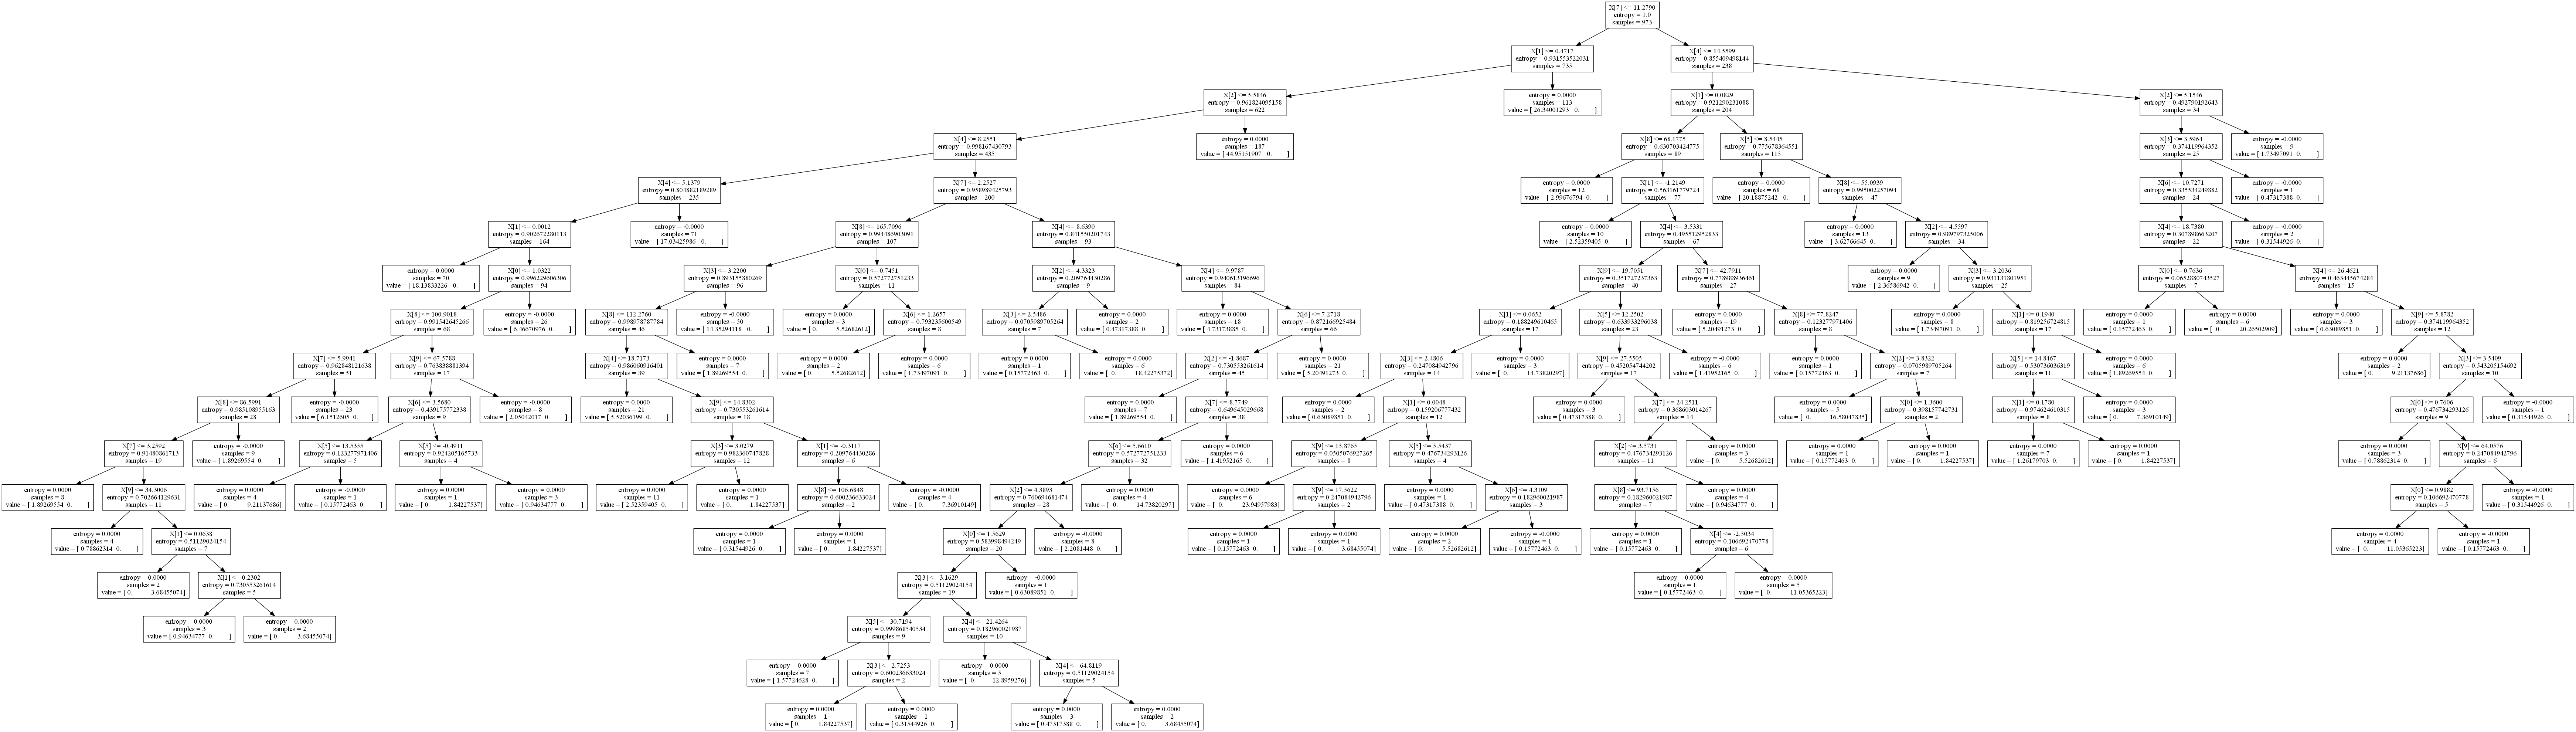 X[7] <= 11.2790
entropy = 1.0
samples = 973
X[1] <= 0.4717
entropy = 0.931553522031
samples = 735
X[4] <= 14.5599
entropy = 0.855409498144
samples = 238
X[2] <= 5.5846
entropy = 0.961824095158
samples = 622
entropy = 0.0000
samples = 113
value = [ 26.34001293 0. ]
X[1] <= 0.0829
entropy = 0.921290231088
samples = 204
X[2] <= 5.1546
entropy = 0.492790192643
samples = 34
X[4] <= 8.2551
entropy = 0.998167430793
samples = 435
entropy = 0.0000
samples = 187
value = [ 44.95151907 0. ]
X[8] <= 68.1775
entropy = 0.630703424775
samples = 89
X[5] <= 8.5445
entropy = 0.775678364551
samples = 115
X[3] <= 3.5964
entropy = 0.374119964352
samples = 25
entropy = -0.0000
samples = 9
value = [ 1.73497091 0. ]
X[4] <= 5.1379
entropy = 0.804882189289
samples = 235
X[7] <= 2.2527
entropy = 0.958989425793
samples = 200
entropy = 0.0000
samples = 12
value = [ 2.99676794 0. ]
X[1] <= -1.2149
entropy = 0.563161779724
samples = 77
entropy = 0.0000
samples = 68
value = [ 20.18875242 0. ]
X[8] <= 55.0939
entropy = 0.995002257094
samples = 47
X[6] <= 10.7271
entropy = 0.335534249882
samples = 24
entropy = -0.0000
samples = 1
value = [ 0.47317388 0. ]
X[1] <= 0.0012
entropy = 0.902672280113
samples = 164
entropy = -0.0000
samples = 71
value = [ 17.03425986 0. ]
X[8] <= 165.7096
entropy = 0.994486903091
samples = 107
X[4] <= 8.6390
entropy = 0.841550201743
samples = 93
entropy = 0.0000
samples = 10
value = [ 2.52359405 0. ]
X[4] <= 3.5331
entropy = 0.495512952833
samples = 67
entropy = 0.0000
samples = 13
value = [ 3.62766645 0. ]
X[2] <= 4.5597
entropy = 0.989797325006
samples = 34
X[4] <= 18.7380
entropy = 0.307898663207
samples = 22
entropy = -0.0000
samples = 2
value = [ 0.31544926 0. ]
entropy = 0.0000
samples = 70
value = [ 18.13833226 0. ]
X[0] <= 1.0322
entropy = 0.996229606306
samples = 94
X[3] <= 3.2200
entropy = 0.893155880269
samples = 96
X[0] <= 0.7451
entropy = 0.572772751233
samples = 11
X[2] <= 4.3323
entropy = 0.209764430286
samples = 9
X[4] <= 9.9787
entropy = 0.940613196696
samples = 84
X[9] <= 19.7051
entropy = 0.351727237363
samples = 40
X[7] <= 42.7911
entropy = 0.778988936461
samples = 27
entropy = 0.0000
samples = 9
value = [ 2.36586942 0. ]
X[3] <= 3.2036
entropy = 0.931131801951
samples = 25
X[0] <= 0.7636
entropy = 0.0652880743527
samples = 7
X[4] <= 26.4621
entropy = 0.463445674284
samples = 15
X[8] <= 100.9018
entropy = 0.991542645266
samples = 68
entropy = -0.0000
samples = 26
value = [ 6.46670976 0. ]
X[8] <= 112.2760
entropy = 0.998978787784
samples = 46
entropy = -0.0000
samples = 50
value = [ 14.35294118 0. ]
entropy = 0.0000
samples = 3
value = [ 0. 5.52682612]
X[6] <= 1.2657
entropy = 0.793235600549
samples = 8
X[3] <= 2.5486
entropy = 0.0705989705264
samples = 7
entropy = 0.0000
samples = 2
value = [ 0.47317388 0. ]
entropy = 0.0000
samples = 18
value = [ 4.73173885 0. ]
X[6] <= 7.2718
entropy = 0.872166925484
samples = 66
X[1] <= 0.0652
entropy = 0.188249610465
samples = 17
X[5] <= 12.2502
entropy = 0.633933296038
samples = 23
entropy = 0.0000
samples = 19
value = [ 5.20491273 0. ]
X[8] <= 77.8247
entropy = 0.123277971406
samples = 8
entropy = 0.0000
samples = 8
value = [ 1.73497091 0. ]
X[1] <= 0.1940
entropy = 0.819256724815
samples = 17
entropy = 0.0000
samples = 1
value = [ 0.15772463 0. ]
entropy = 0.0000
samples = 6
value = [ 0. 20.26502909]
entropy = 0.0000
samples = 3
value = [ 0.63089851 0. ]
X[9] <= 5.8782
entropy = 0.374119964352
samples = 12
X[7] <= 5.9941
entropy = 0.962848121638
samples = 51
X[9] <= 67.5788
entropy = 0.763838881394
samples = 17
X[4] <= 18.7173
entropy = 0.986060916401
samples = 39
entropy = 0.0000
samples = 7
value = [ 1.89269554 0. ]
entropy = 0.0000
samples = 2
value = [ 0. 5.52682612]
entropy = 0.0000
samples = 6
value = [ 1.73497091 0. ]
entropy = 0.0000
samples = 1
value = [ 0.15772463 0. ]
entropy = 0.0000
samples = 6
value = [ 0. 18.42275372]
X[2] <= -1.8687
entropy = 0.730553261614
samples = 45
entropy = 0.0000
samples = 21
value = [ 5.20491273 0. ]
X[3] <= 2.4806
entropy = 0.247084942796
samples = 14
entropy = 0.0000
samples = 3
value = [ 0. 14.73820297]
X[9] <= 27.5505
entropy = 0.452054744202
samples = 17
entropy = -0.0000
samples = 6
value = [ 1.41952165 0. ]
entropy = 0.0000
samples = 1
value = [ 0.15772463 0. ]
X[2] <= 3.8322
entropy = 0.0705989705264
samples = 7
X[5] <= 14.8467
entropy = 0.530736036319
samples = 11
entropy = 0.0000
samples = 6
value = [ 1.89269554 0. ]
entropy = 0.0000
samples = 2
value = [ 0. 9.21137686]
X[3] <= 3.5409
entropy = 0.543205154692
samples = 10
X[8] <= 86.5991
entropy = 0.985108955163
samples = 28
entropy = -0.0000
samples = 23
value = [ 6.1512605 0. ]
X[6] <= 3.5680
entropy = 0.439175772338
samples = 9
entropy = -0.0000
samples = 8
value = [ 2.05042017 0. ]
entropy = 0.0000
samples = 21
value = [ 5.52036199 0. ]
X[9] <= 14.8302
entropy = 0.730553261614
samples = 18
entropy = 0.0000
samples = 7
value = [ 1.89269554 0. ]
X[7] <= 8.7749
entropy = 0.649645029668
samples = 38
entropy = 0.0000
samples = 2
value = [ 0.63089851 0. ]
X[1] <= 0.0048
entropy = 0.159206777432
samples = 12
entropy = 0.0000
samples = 3
value = [ 0.47317388 0. ]
X[7] <= 24.2511
entropy = 0.368603014267
samples = 14
entropy = 0.0000
samples = 5
value = [ 0. 16.58047835]
X[0] <= 1.3600
entropy = 0.398157742731
samples = 2
X[1] <= 0.1780
entropy = 0.974624610315
samples = 8
entropy = 0.0000
samples = 3
value = [ 0. 7.36910149]
X[0] <= 0.7606
entropy = 0.476734293126
samples = 9
entropy = -0.0000
samples = 1
value = [ 0.31544926 0. ]
X[7] <= 3.2592
entropy = 0.91480861713
samples = 19
entropy = -0.0000
samples = 9
value = [ 1.89269554 0. ]
X[5] <= 13.5355
entropy = 0.123277971406
samples = 5
X[5] <= -0.4911
entropy = 0.924205165733
samples = 4
X[3] <= 3.0279
entropy = 0.982360747828
samples = 12
X[1] <= -0.3117
entropy = 0.209764430286
samples = 6
X[6] <= 5.6610
entropy = 0.572772751233
samples = 32
entropy = 0.0000
samples = 6
value = [ 1.41952165 0. ]
X[9] <= 15.8765
entropy = 0.0505076927265
samples = 8
X[5] <= 5.5437
entropy = 0.476734293126
samples = 4
X[2] <= 3.5731
entropy = 0.476734293126
samples = 11
entropy = 0.0000
samples = 3
value = [ 0. 5.52682612]
entropy = 0.0000
samples = 1
value = [ 0.15772463 0. ]
entropy = 0.0000
samples = 1
value = [ 0. 1.84227537]
entropy = 0.0000
samples = 7
value = [ 1.26179703 0. ]
entropy = 0.0000
samples = 1
value = [ 0. 1.84227537]
entropy = 0.0000
samples = 3
value = [ 0.78862314 0. ]
X[9] <= 64.0576
entropy = 0.247084942796
samples = 6
entropy = 0.0000
samples = 8
value = [ 1.89269554 0. ]
X[9] <= 34.3006
entropy = 0.702664129631
samples = 11
entropy = 0.0000
samples = 4
value = [ 0. 9.21137686]
entropy = -0.0000
samples = 1
value = [ 0.15772463 0. ]
entropy = 0.0000
samples = 1
value = [ 0. 1.84227537]
entropy = 0.0000
samples = 3
value = [ 0.94634777 0. ]
entropy = 0.0000
samples = 11
value = [ 2.52359405 0. ]
entropy = 0.0000
samples = 1
value = [ 0. 1.84227537]
X[8] <= 106.6848
entropy = 0.600236633024
samples = 2
entropy = -0.0000
samples = 4
value = [ 0. 7.36910149]
X[2] <= 4.3893
entropy = 0.760694681474
samples = 28
entropy = 0.0000
samples = 4
value = [ 0. 14.73820297]
entropy = 0.0000
samples = 6
value = [ 0. 23.94957983]
X[9] <= 17.5622
entropy = 0.247084942796
samples = 2
entropy = 0.0000
samples = 1
value = [ 0.47317388 0. ]
X[6] <= 4.3109
entropy = 0.182960021987
samples = 3
X[8] <= 93.7156
entropy = 0.182960021987
samples = 7
entropy = 0.0000
samples = 4
value = [ 0.94634777 0. ]
X[0] <= 0.9882
entropy = 0.106692470778
samples = 5
entropy = -0.0000
samples = 1
value = [ 0.31544926 0. ]
entropy = 0.0000
samples = 4
value = [ 0.78862314 0. ]
X[1] <= 0.0638
entropy = 0.51129024154
samples = 7
entropy = 0.0000
samples = 1
value = [ 0.31544926 0. ]
entropy = 0.0000
samples = 1
value = [ 0. 1.84227537]
X[0] <= 1.5629
entropy = 0.583998494249
samples = 20
entropy = -0.0000
samples = 8
value = [ 2.2081448 0. ]
entropy = 0.0000
samples = 1
value = [ 0.15772463 0. ]
entropy = 0.0000
samples = 1
value = [ 0. 3.68455074]
entropy = 0.0000
samples = 2
value = [ 0. 5.52682612]
entropy = -0.0000
samples = 1
value = [ 0.15772463 0. ]
entropy = 0.0000
samples = 1
value = [ 0.15772463 0. ]
X[4] <= -2.5034
entropy = 0.106692470778
samples = 6
entropy = 0.0000
samples = 4
value = [ 0. 11.05365223]
entropy = -0.0000
samples = 1
value = [ 0.15772463 0. ]
entropy = 0.0000
samples = 2
value = [ 0. 3.68455074]
X[1] <= 0.2302
entropy = 0.730553261614
samples = 5
X[3] <= 3.1629
entropy = 0.51129024154
samples = 19
entropy = -0.0000
samples = 1
value = [ 0.63089851 0. ]
entropy = 0.0000
samples = 1
value = [ 0.15772463 0. ]
entropy = 0.0000
samples = 5
value = [ 0. 11.05365223]
entropy = 0.0000
samples = 3
value = [ 0.94634777 0. ]
entropy = 0.0000
samples = 2
value = [ 0. 3.68455074]
X[5] <= 30.7194
entropy = 0.999868540534
samples = 9
X[4] <= 21.4264
entropy = 0.182960021987
samples = 10
entropy = 0.0000
samples = 7
value = [ 1.57724628 0. ]
X[3] <= 2.7253
entropy = 0.600236633024
samples = 2
entropy = 0.0000
samples = 5
value = [ 0. 12.8959276]
X[4] <= 64.8119
entropy = 0.51129024154
samples = 5
entropy = 0.0000
samples = 1
value = [ 0. 1.84227537]
entropy = 0.0000
samples = 1
value = [ 0.31544926 0. ]
entropy = 0.0000
samples = 3
value = [ 0.47317388 0. ]
entropy = 0.0000
samples = 2
value = [ 0. 3.68455074]